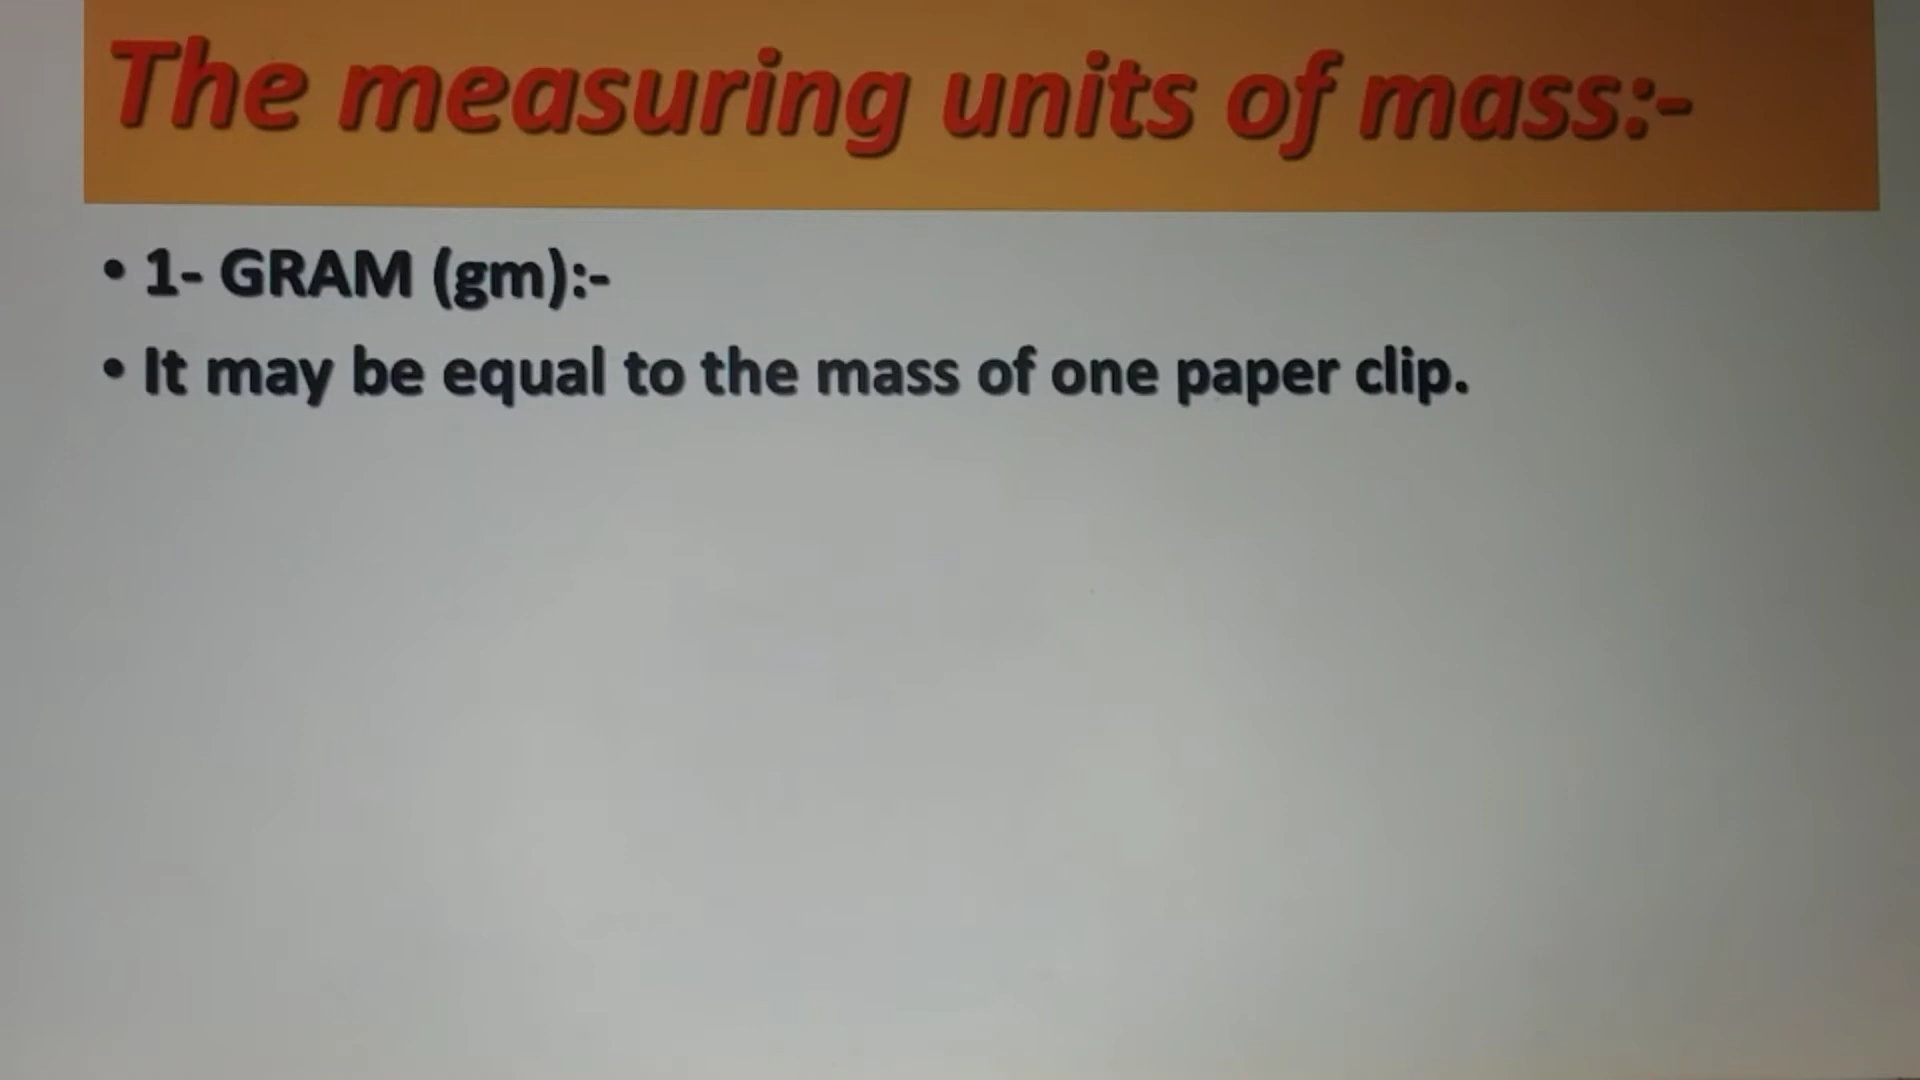 The measuring units of mass:-
• 1- GRAM (gm):-
• It may be equal to the mass of one paper clip.